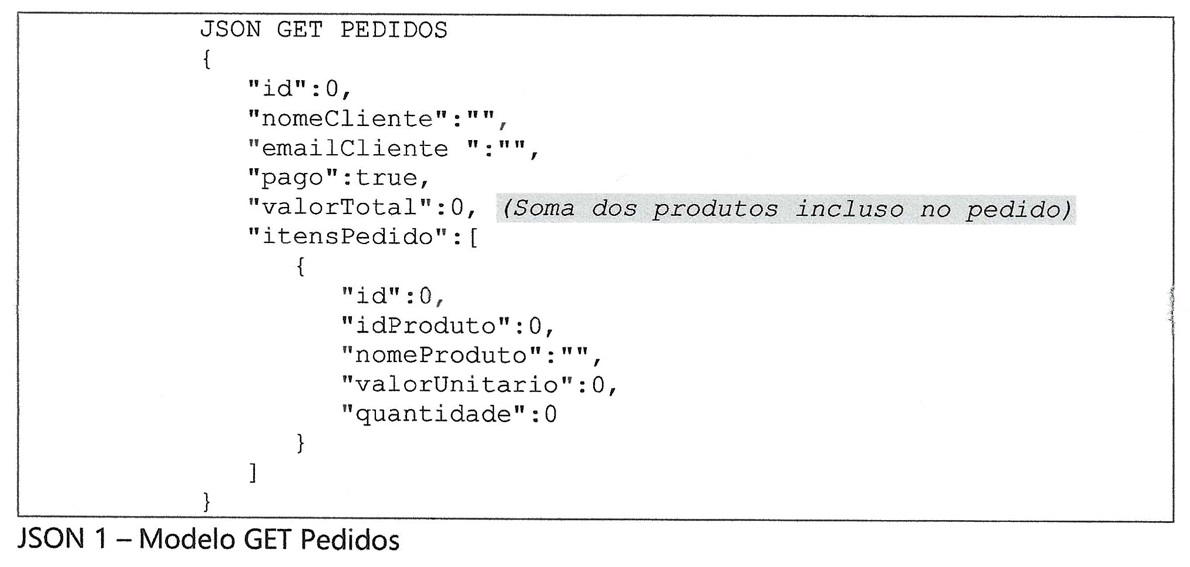 JSON GET PEDIDOS
{
"id":0,
"nomeCliente":"",
"emailCliente ":"",
"pago":true,
"valorTotal":0, (Soma dos produtos incluso no pedido)
"itensPedido":[
{
"id":0,
"idProduto":0,
"nomeProduto":"",
"valorUnitario":0,
"quantidade":0
}
]
}
JSON 1 – Modelo GET Pedidos